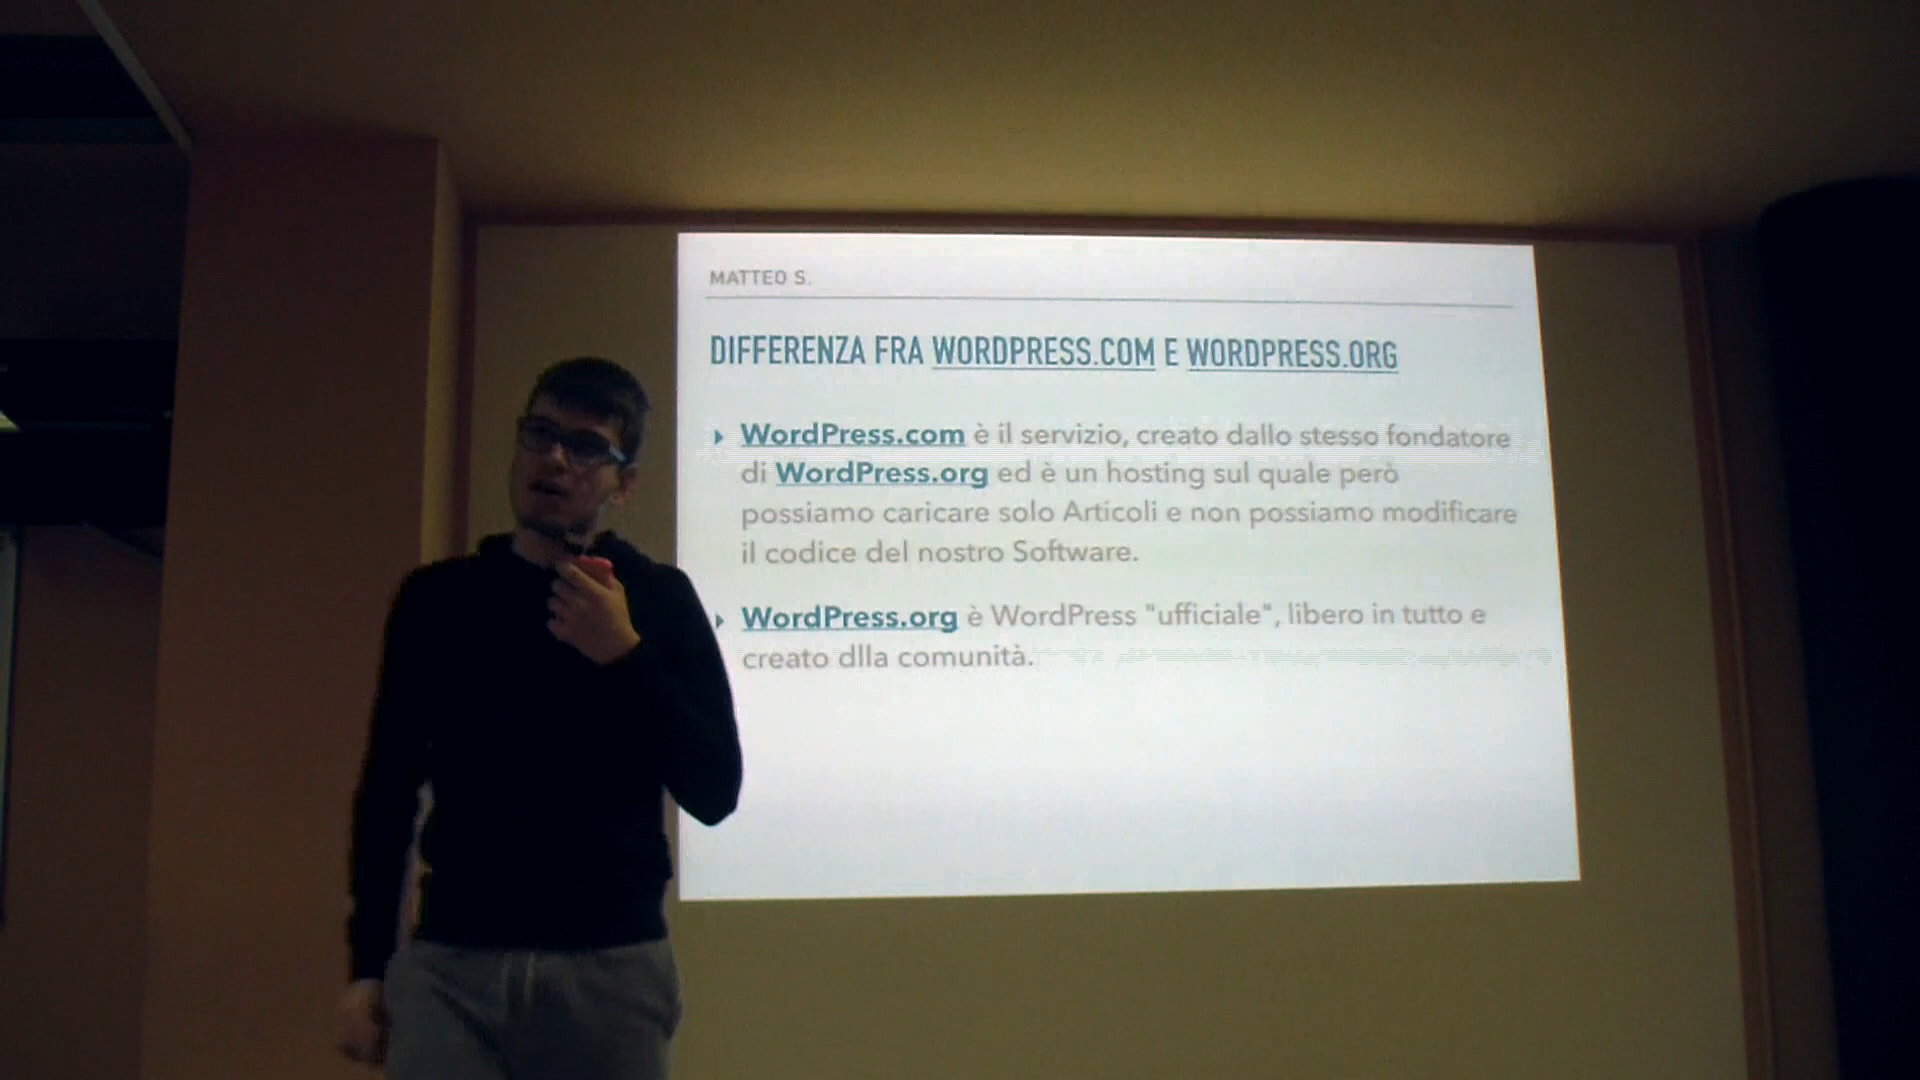 MATTEO S.
DIFFERENZA FRA WORDPRESS.COM E WORDPRESS.ORG
WordPress.com è il servizio, creato dallo stesso fondatore
di WordPress.org ed è un hosting sul quale però
possiamo caricare solo Articoli e non possiamo modificare
il codice del nostro Software.
WordPress.org è WordPress "ufficiale", libero in tutto e
creato dlla comunità.